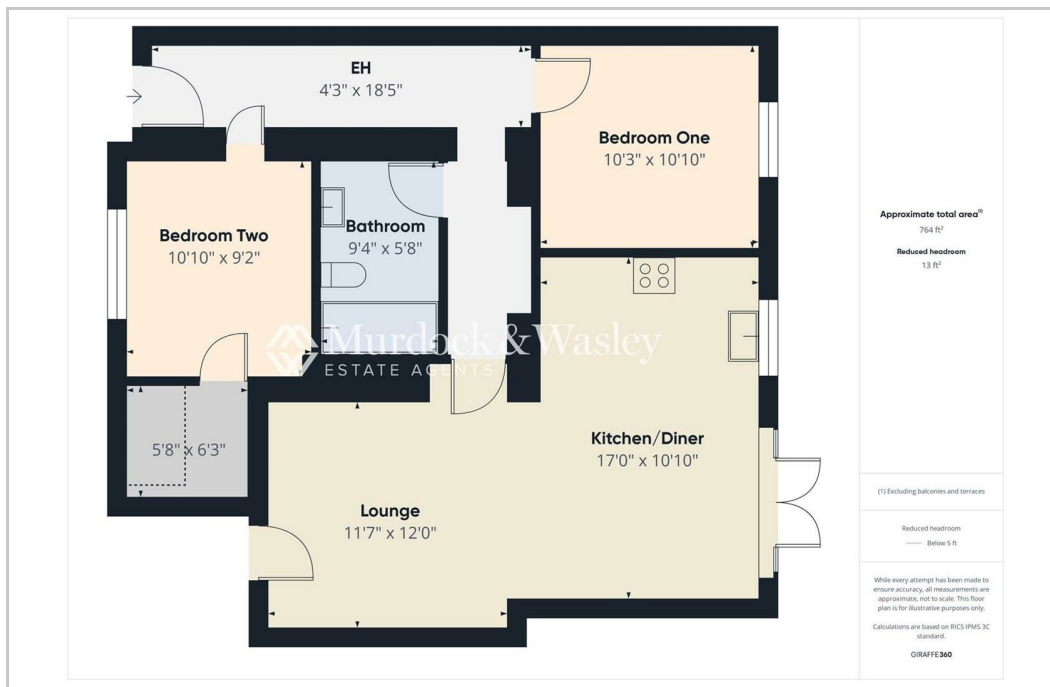 EH
4'3" x 18'5"
Bedroom One
10'3" x 10'10"
Bedroom Two
10'10" x 9'2"
Bathroom
9'4" x 5'8"
Murdock & Wasley
ESTATE AGENTS
5'8" x 6'3"
Kitchen/Diner
17'0" x 10'10"
Lounge
11'7" x 12'0"
Approximate total area(1)
764 ft²
Reduced headroom
13 ft²
(1) Excluding balconies and terraces
Reduced headroom
Below 5 ft
While every attempt has been made to
ensure accuracy, all measurements are
approximate, not to scale. This floor
plan is for illustrative purposes only.
Calculations are based on RICS IPMS 3C
standard.
GIRAFFE360